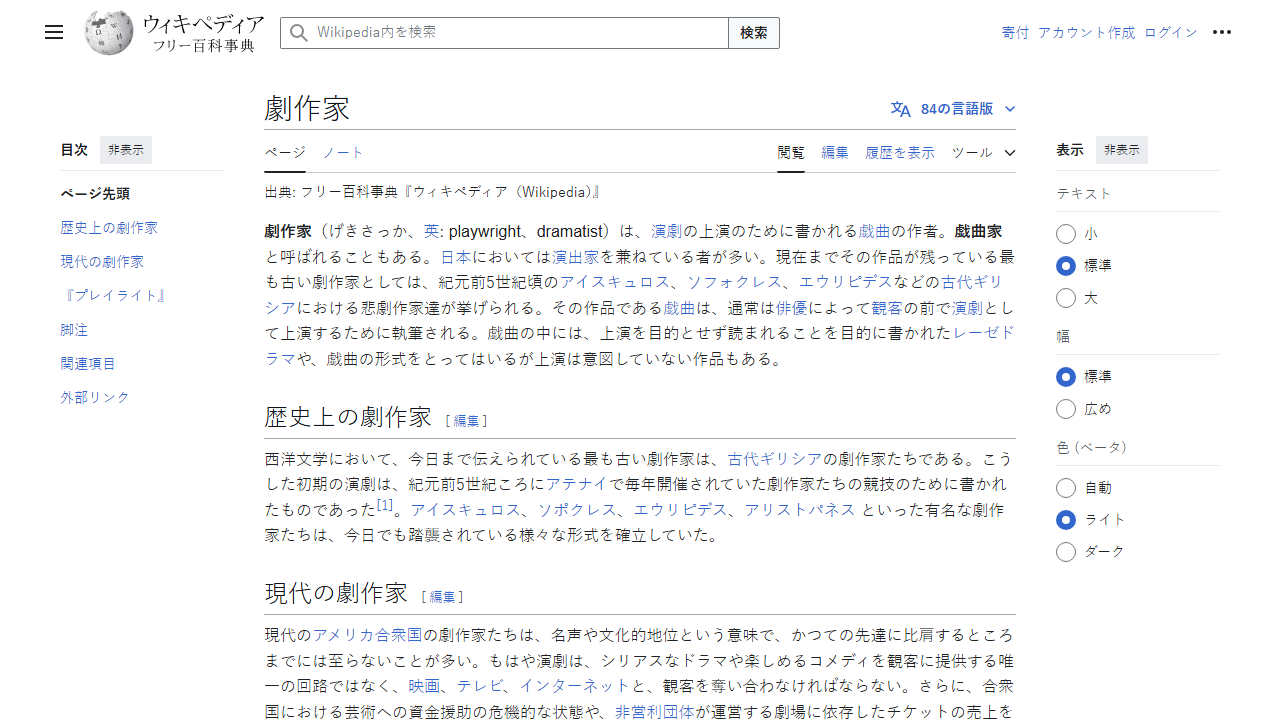 ウィキペディア
フリー百科事典
Wikipedia内を検索
検索
寄付 アカウント作成 ログイン
目次 非表示
ページ先頭
歴史上の劇作家
現代の劇作家
『プレイライト』
脚注
関連項目
外部リンク
劇作家
84の言語版
ページ ノート
閲覧 編集 履歴を表示 ツール
出典: フリー百科事典『ウィキペディア（Wikipedia）』
劇作家（げきさっか、英: playwright、dramatist）は、演劇の上演のために書かれる戯曲の作者。戯曲家
と呼ばれることもある。日本においては演出家を兼ねている者が多い。現在までその作品が残っている最
も古い劇作家としては、紀元前5世紀頃のアイスキュロス、ソフォクレス、エウリピデスなどの古代ギリ
シアにおける悲劇作家達が挙げられる。その作品である戯曲は、通常は俳優によって観客の前で演劇とし
て上演するために執筆される。戯曲の中には、上演を目的とせず読まれることを目的に書かれたレーゼド
ラマや、戯曲の形式をとってはいるが上演は意図していない作品もある。
歴史上の劇作家 [ 編集 ]
西洋文学において、今日まで伝えられている最も古い劇作家は、古代ギリシアの劇作家たちである。こう
した初期の演劇は、紀元前5世紀ころにアテナイで毎年開催されていた劇作家たちの競技のために書かれ
たものであった[1]。アイスキュロス、ソポクレス、エウリピデス、アリストパネス といった有名な劇作
家たちは、今日でも踏襲されている様々な形式を確立していた。
現代の劇作家 [ 編集 ]
現代のアメリカ合衆国の劇作家たちは、名声や文化的地位という意味で、かつての先達に比肩するところ
までには至らないことが多い。もはや演劇は、シリアスなドラマや楽しめるコメディを観客に提供する唯
一の回路ではなく、映画、テレビ、インターネットと、観客を奪い合わなければならない。さらに、合衆
国における芸術への資金援助の危機的な状態や、非営利団体が運営する劇場に依存したチケットの売上を
表示 非表示
テキスト
小
標準
大
幅
標準
広め
色 (ベータ)
自動
ライト
ダーク